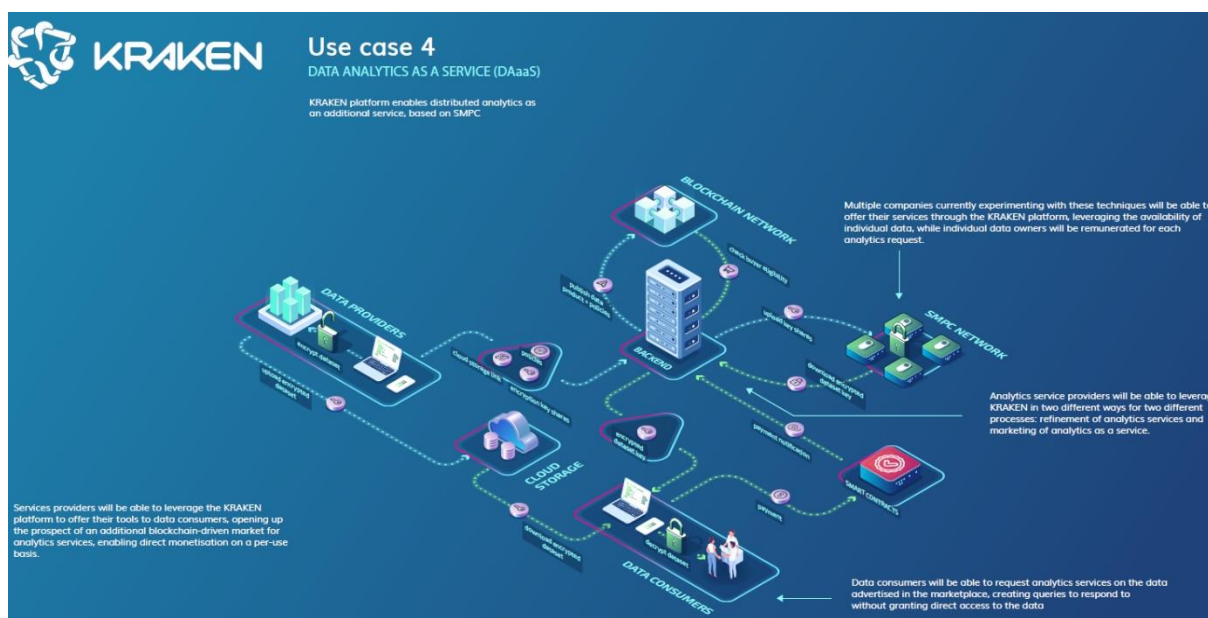 KRAKEN
Use case 4
DATA ANALYTICS AS A SERVICE (DAaaS)
KRAKEN platform enables distributed analytics as
an additional service, based on SMPC
BLOCKCHAIN NETWORK
Multiple companies currently experimenting with these techniques will be able to
offer their services through the KRAKEN platform, leveraging the availability of
individual data, while individual data owners will be remunerated for each
analytics request.
check buyer eligibility
publish data
product + policies
DATA PROVIDERS
encrypt dataset
upload encrypted
dataset
cloud storage link
policies
encryption key shares
BACKEND
upload key shares
SMPC NETWORK
download encrypted
dataset key
Analytics service providers will be able to leverag
KRAKEN in two different ways for two different
processes: refinement of analytics services and
marketing of analytics as a service.
encrypted
dataset key
payment notification
CLOUD
STORAGE
SMART CONTRACTS
payment
download encrypted
dataset
decrypt dataset
DATA CONSUMERS
Services providers will be able to leverage the KRAKEN
platform to offer their tools to data consumers, opening up
the prospect of an additional blockchain-driven market for
analytics services, enabling direct monetisation on a per-use
basis.
Data consumers will be able to request analytics services on the data
advertised in the marketplace, creating queries to respond to
without granting direct access to the data